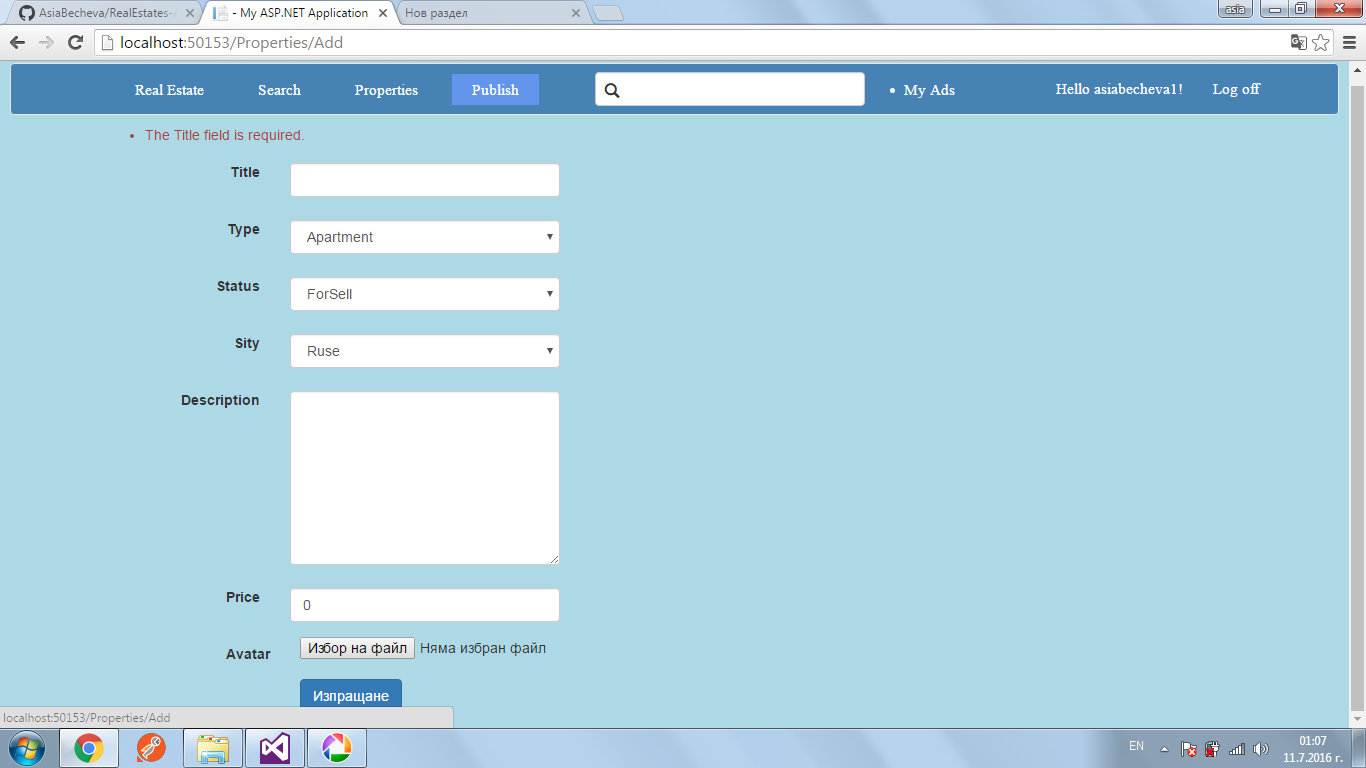 AsiaBecheva/RealEstates-
- My ASP.NET Application
Нов раздел
asia
localhost:50153/Properties/Add
Real Estate
Search
Properties
Publish
My Ads
Hello asiabecheva1!
Log off
The Title field is required.
Title
Type
Apartment
Status
ForSell
Sity
Ruse
Description
Price
0
Avatar
Избор на файл Няма избран файл
Изпращане
localhost:50153/Properties/Add
EN
01:07
11.7.2016 г.